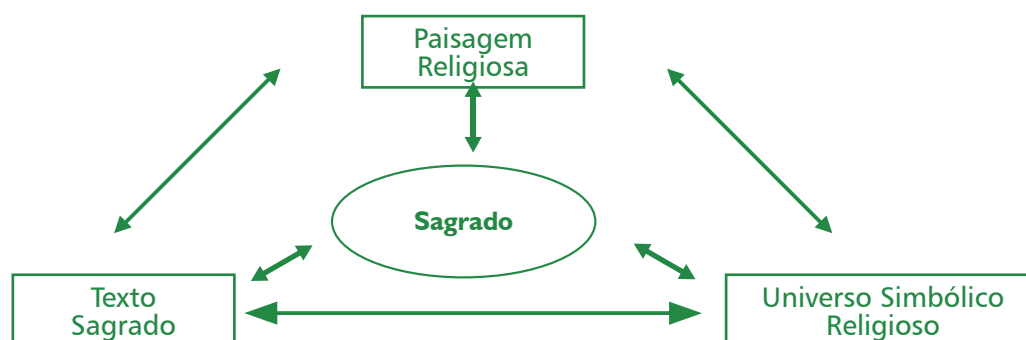 Paisagem
Religiosa
Sagrado
Texto
Sagrado
Universo Simbólico
Religioso